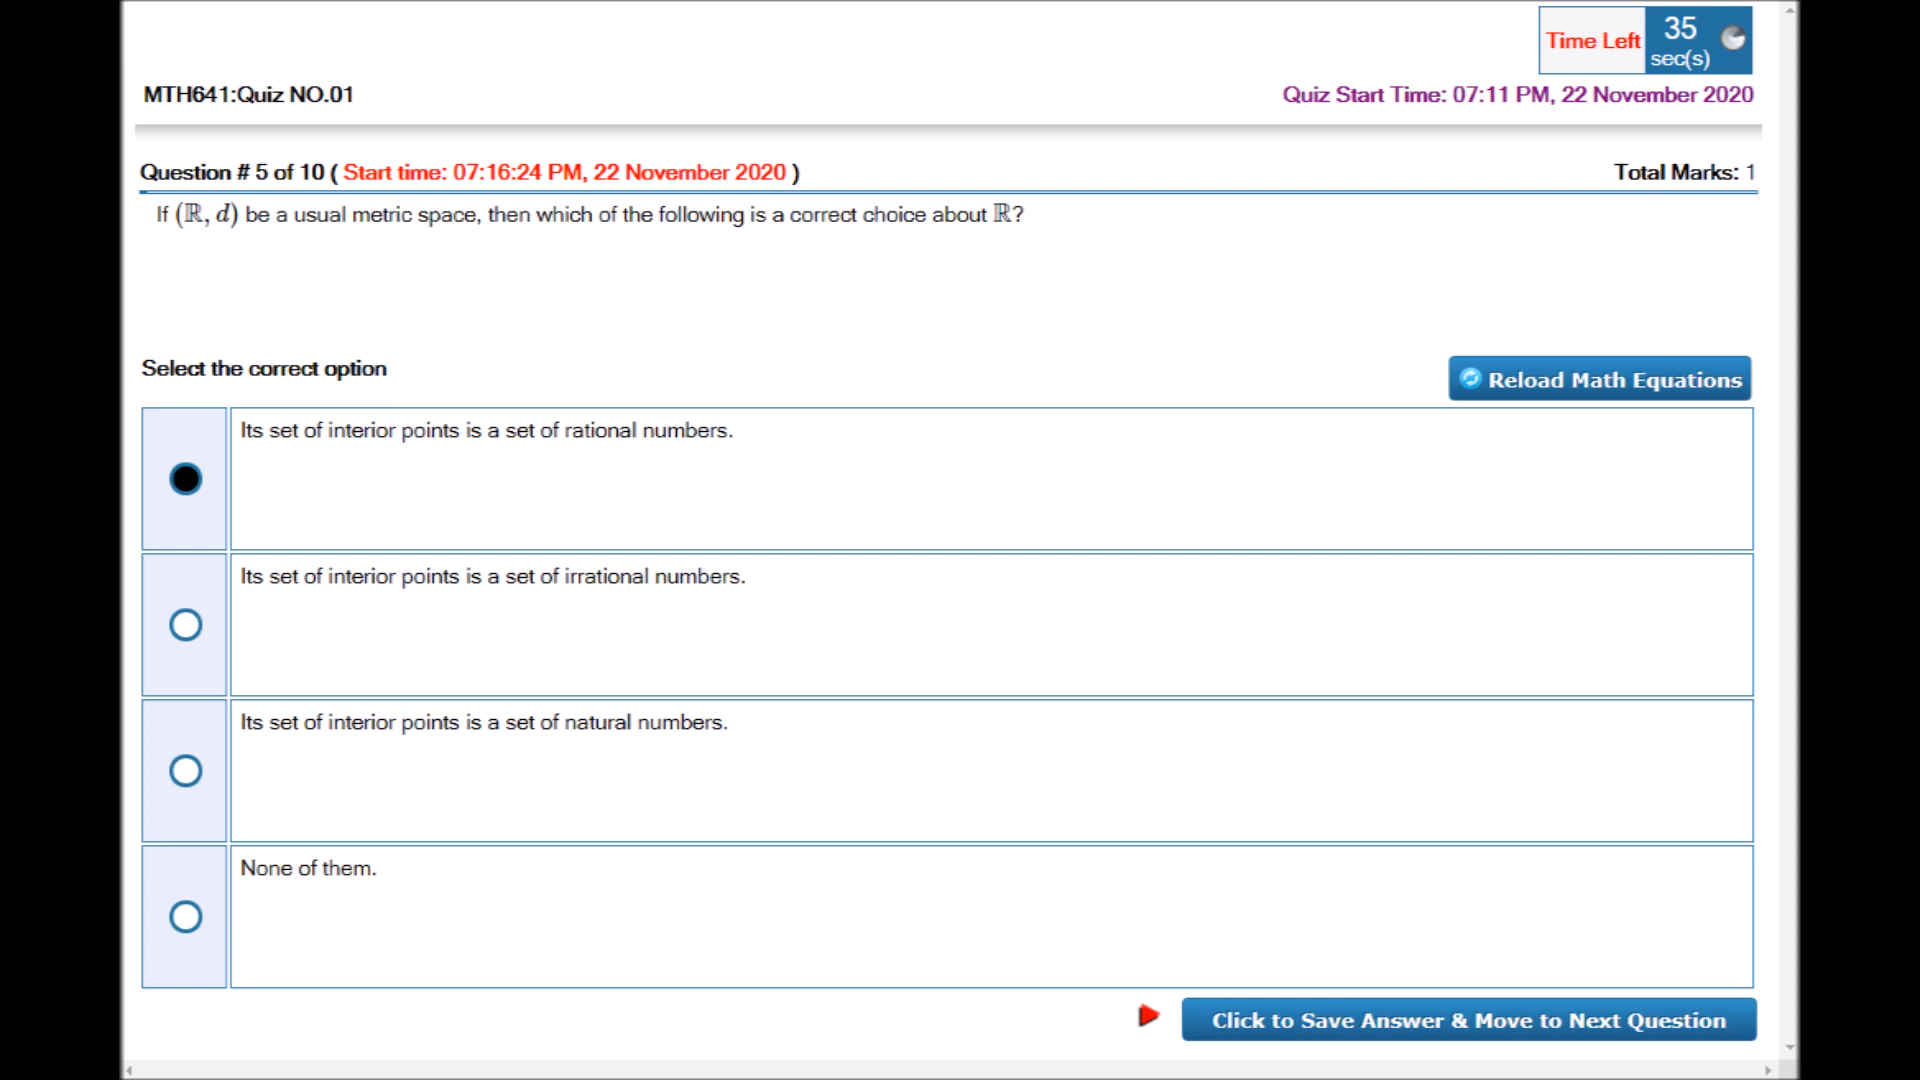 Time Left
35
sec(s)
MTH641:Quiz NO.01
Quiz Start Time: 07:11 PM, 22 November 2020
Question # 5 of 10 ( Start time: 07:16:24 PM, 22 November 2020 )
Total Marks: 1
If (ℝ, d) be a usual metric space, then which of the following is a correct choice about ℝ?
Select the correct option
Reload Math Equations
Its set of interior points is a set of rational numbers.
Its set of interior points is a set of irrational numbers.
Its set of interior points is a set of natural numbers.
None of them.
Click to Save Answer & Move to Next Question